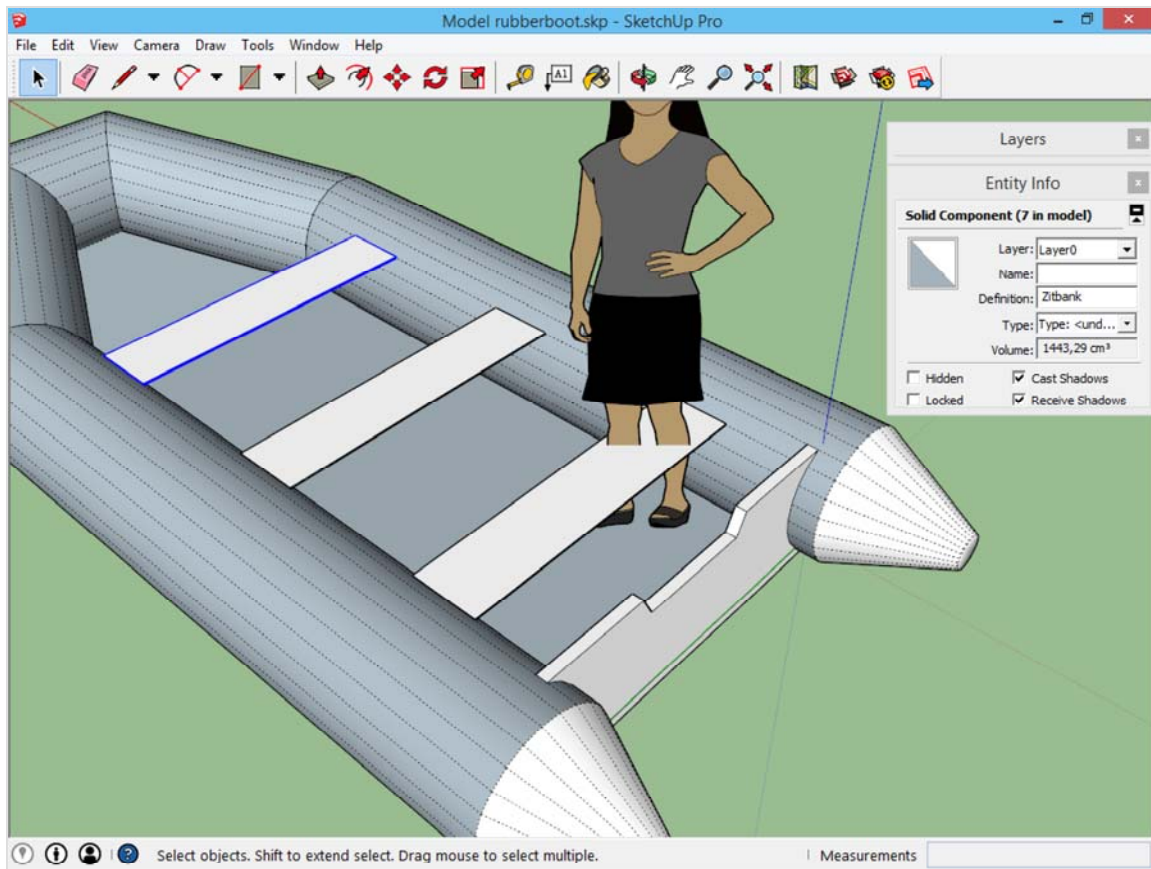 Model rubberboot.skp - SketchUp Pro
File Edit View Camera Draw Tools Window Help
A1
Layers
Entity Info
Solid Component (7 in model)
Layer: Layer0
Name:
Definition: Zitbank
Type: Type: <und...
Volume: 1443,29 cm³
Hidden Cast Shadows
Locked Receive Shadows
Select objects. Shift to extend select. Drag mouse to select multiple. Measurements